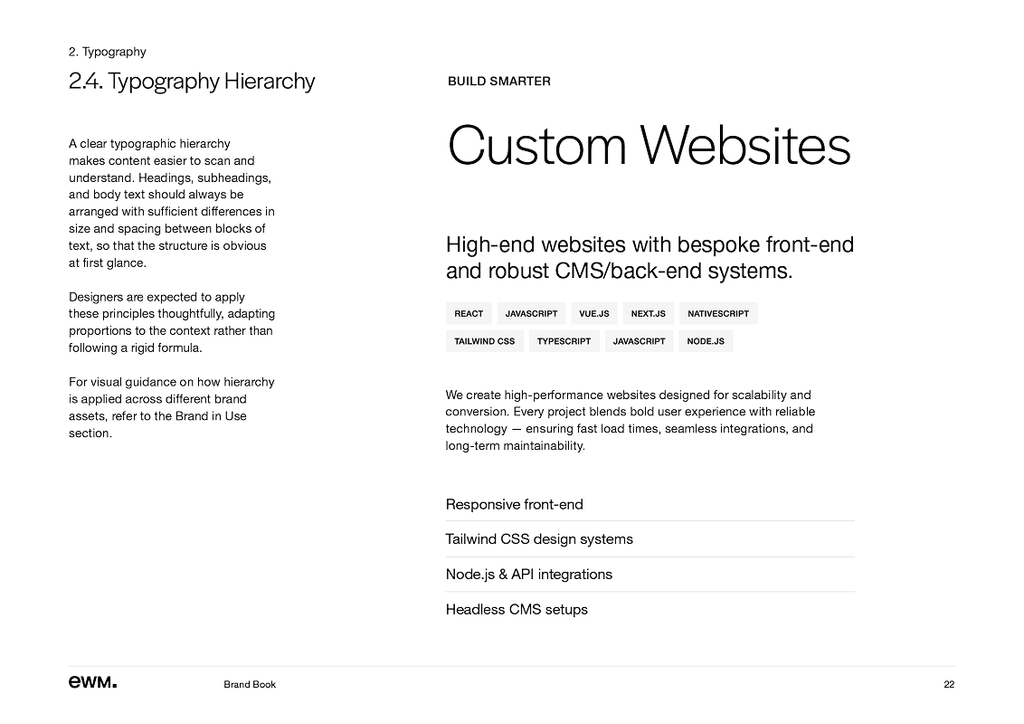 2. Typography
2.4. Typography Hierarchy
A clear typographic hierarchy
makes content easier to scan and
understand. Headings, subheadings,
and body text should always be
arranged with sufficient differences in
size and spacing between blocks of
text, so that the structure is obvious
at first glance.
Designers are expected to apply
these principles thoughtfully, adapting
proportions to the context rather than
following a rigid formula.
For visual guidance on how hierarchy
is applied across different brand
assets, refer to the Brand in Use
section.
BUILD SMARTER
Custom Websites
High-end websites with bespoke front-end
and robust CMS/back-end systems.
REACT JAVASCRIPT VUE.JS NEXT.JS NATIVESCRIPT
TAILWIND CSS TYPESCRIPT JAVASCRIPT NODE.JS
We create high-performance websites designed for scalability and
conversion. Every project blends bold user experience with reliable
technology — ensuring fast load times, seamless integrations, and
long-term maintainability.
Responsive front-end
Tailwind CSS design systems
Node.js & API integrations
Headless CMS setups
ewm. Brand Book 22